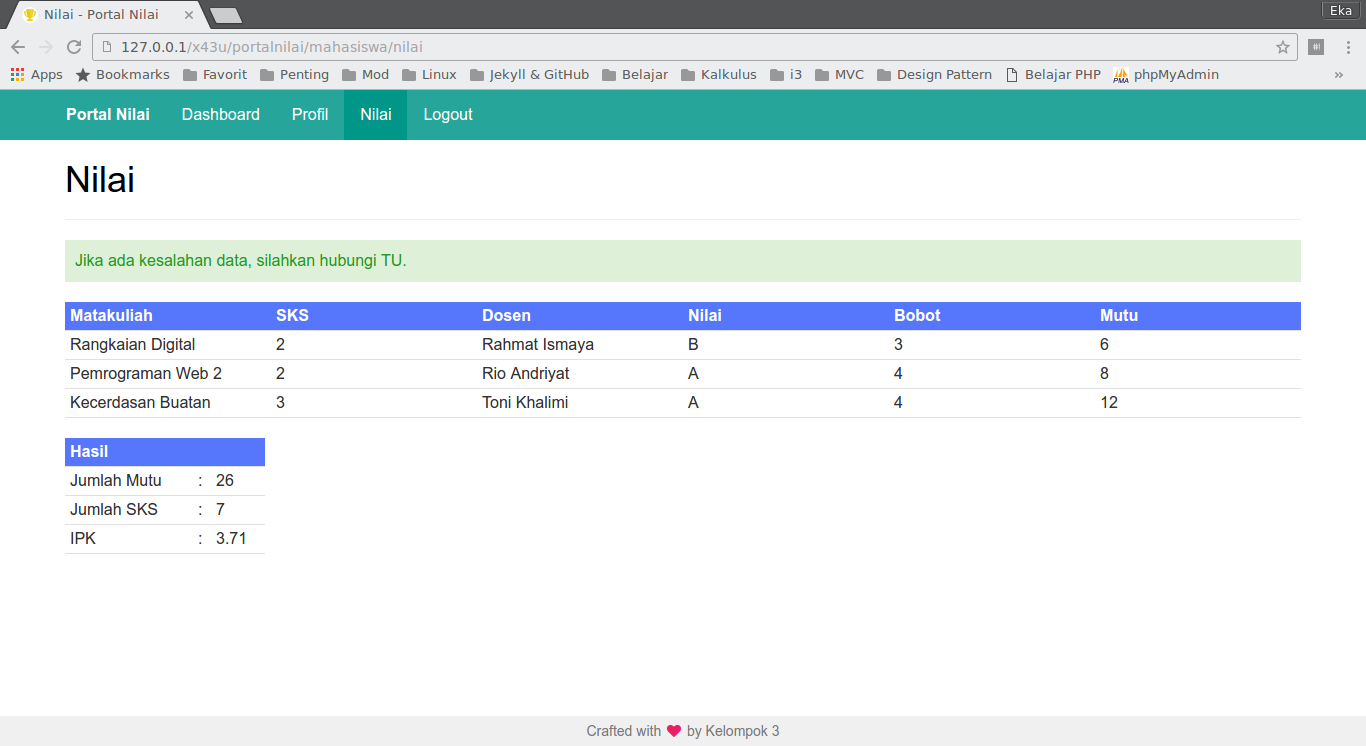 Nilai - Portal Nilai
Eka
127.0.0.1/x43u/portalnilai/mahasiswa/nilai
Apps Bookmarks Favorit Penting Mod Linux Jekyll & GitHub Belajar Kalkulus i3 MVC Design Pattern Belajar PHP PMA phpMyAdmin »
Portal Nilai Dashboard Profil Nilai Logout
Nilai
Jika ada kesalahan data, silahkan hubungi TU.
Matakuliah SKS Dosen Nilai Bobot Mutu
Rangkaian Digital 2 Rahmat Ismaya B 3 6
Pemrograman Web 2 2 Rio Andriyat A 4 8
Kecerdasan Buatan 3 Toni Khalimi A 4 12
Hasil
Jumlah Mutu : 26
Jumlah SKS : 7
IPK : 3.71
Crafted with ❤ by Kelompok 3